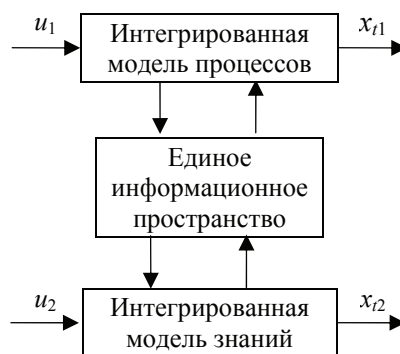 u1
Интегрированная
модель процессов
xt1
Единое
информационное
пространство
u2
Интегрированная
модель знаний
xt2